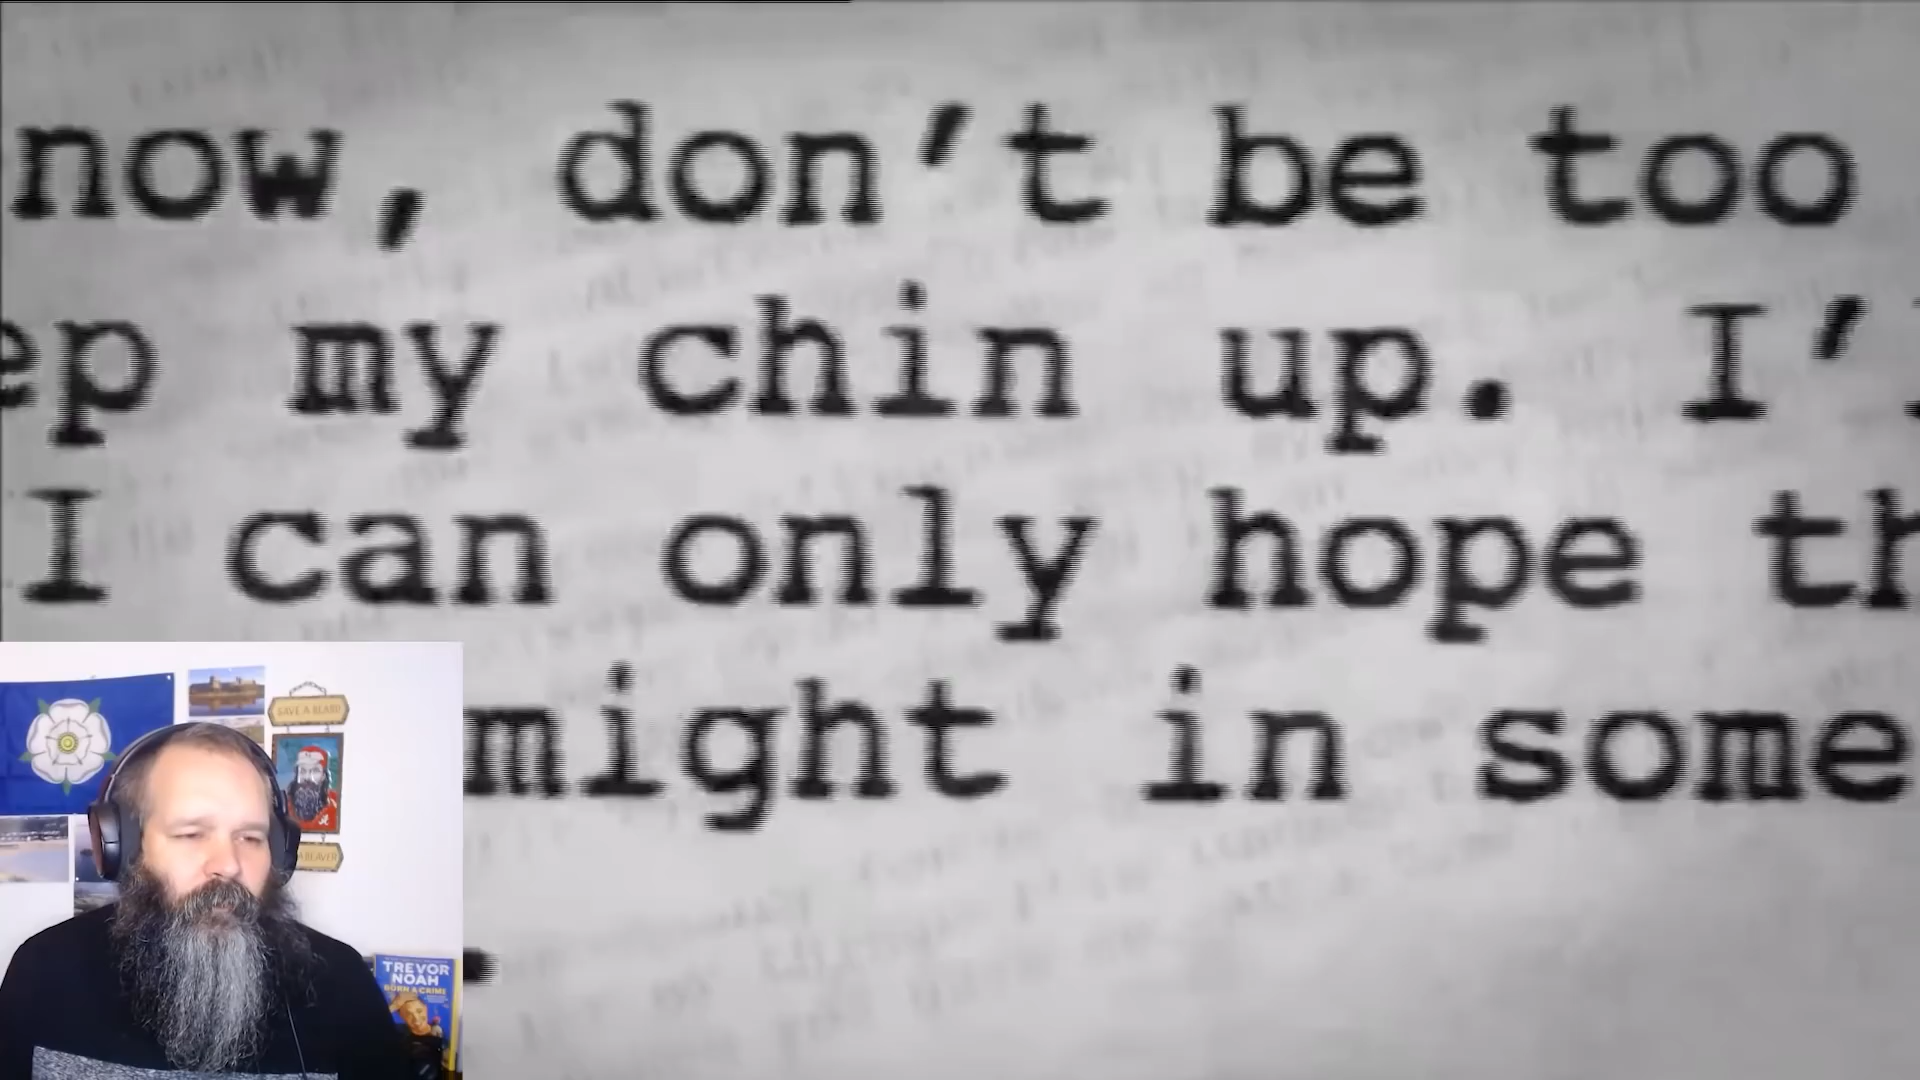 now, don't be too
ep my chin up. I'
I can only hope th
might in some
SAVE A BEARD
A BEAVER
TREVOR
NOAH
BORN A CRIME